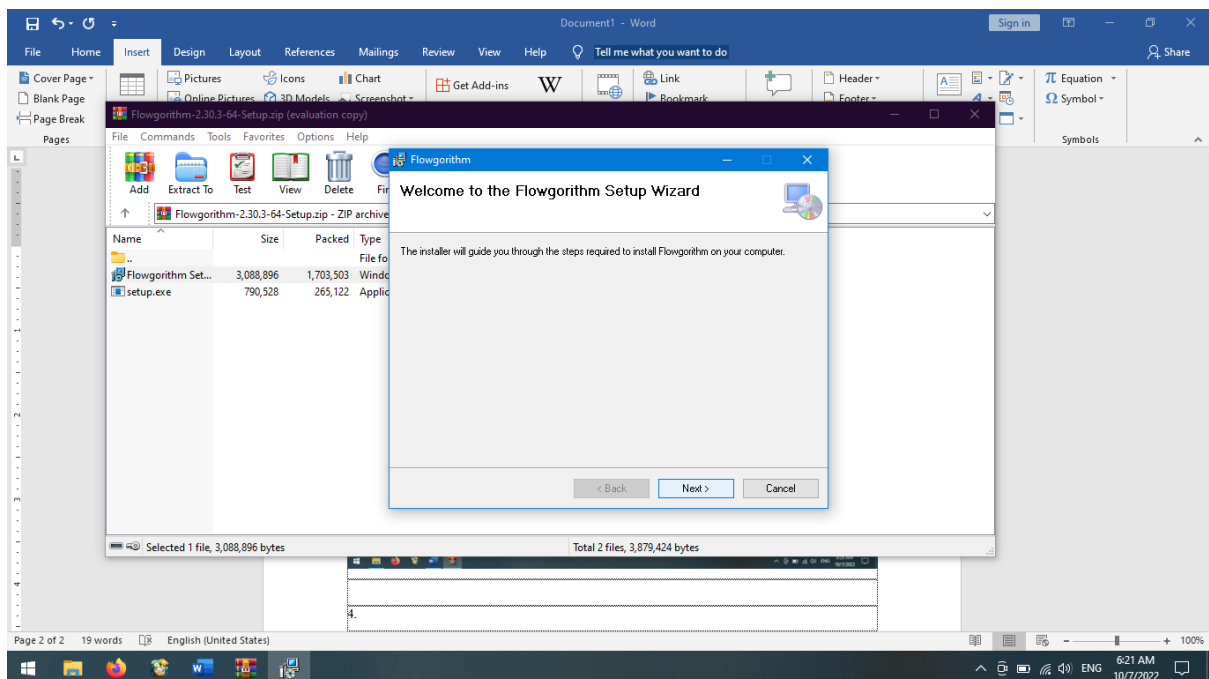 Document1 - Word
Sign in
File Home Insert Design Layout References Mailings Review View Help Tell me what you want to do Share
Cover Page
Blank Page
Page Break
Pages
Pictures Icons Chart
Online Pictures 3D Models Screenshot
Get Add-ins
W
Link
Bookmark
Header
Footer
A
A
π Equation
Ω Symbol
Symbols
Flowgorithm-2.30.3-64-Setup.zip (evaluation copy)
File Commands Tools Favorites Options Help
Add Extract To Test View Delete
Flowgorithm-2.30.3-64-Setup.zip - ZIP archive
Name Size Packed Type
..
Flowgorithm Set... 3,088,896 1,703,503
setup.exe 790,528 265,122
Selected 1 file, 3,088,896 bytes
Total 2 files, 3,879,424 bytes
Flowgorithm
Welcome to the Flowgorithm Setup Wizard
The installer will guide you through the steps required to install Flowgorithm on your computer.
< Back Next > Cancel
4.
Page 2 of 2 19 words English (United States)
100%
ENG
6:21 AM
10/7/2022